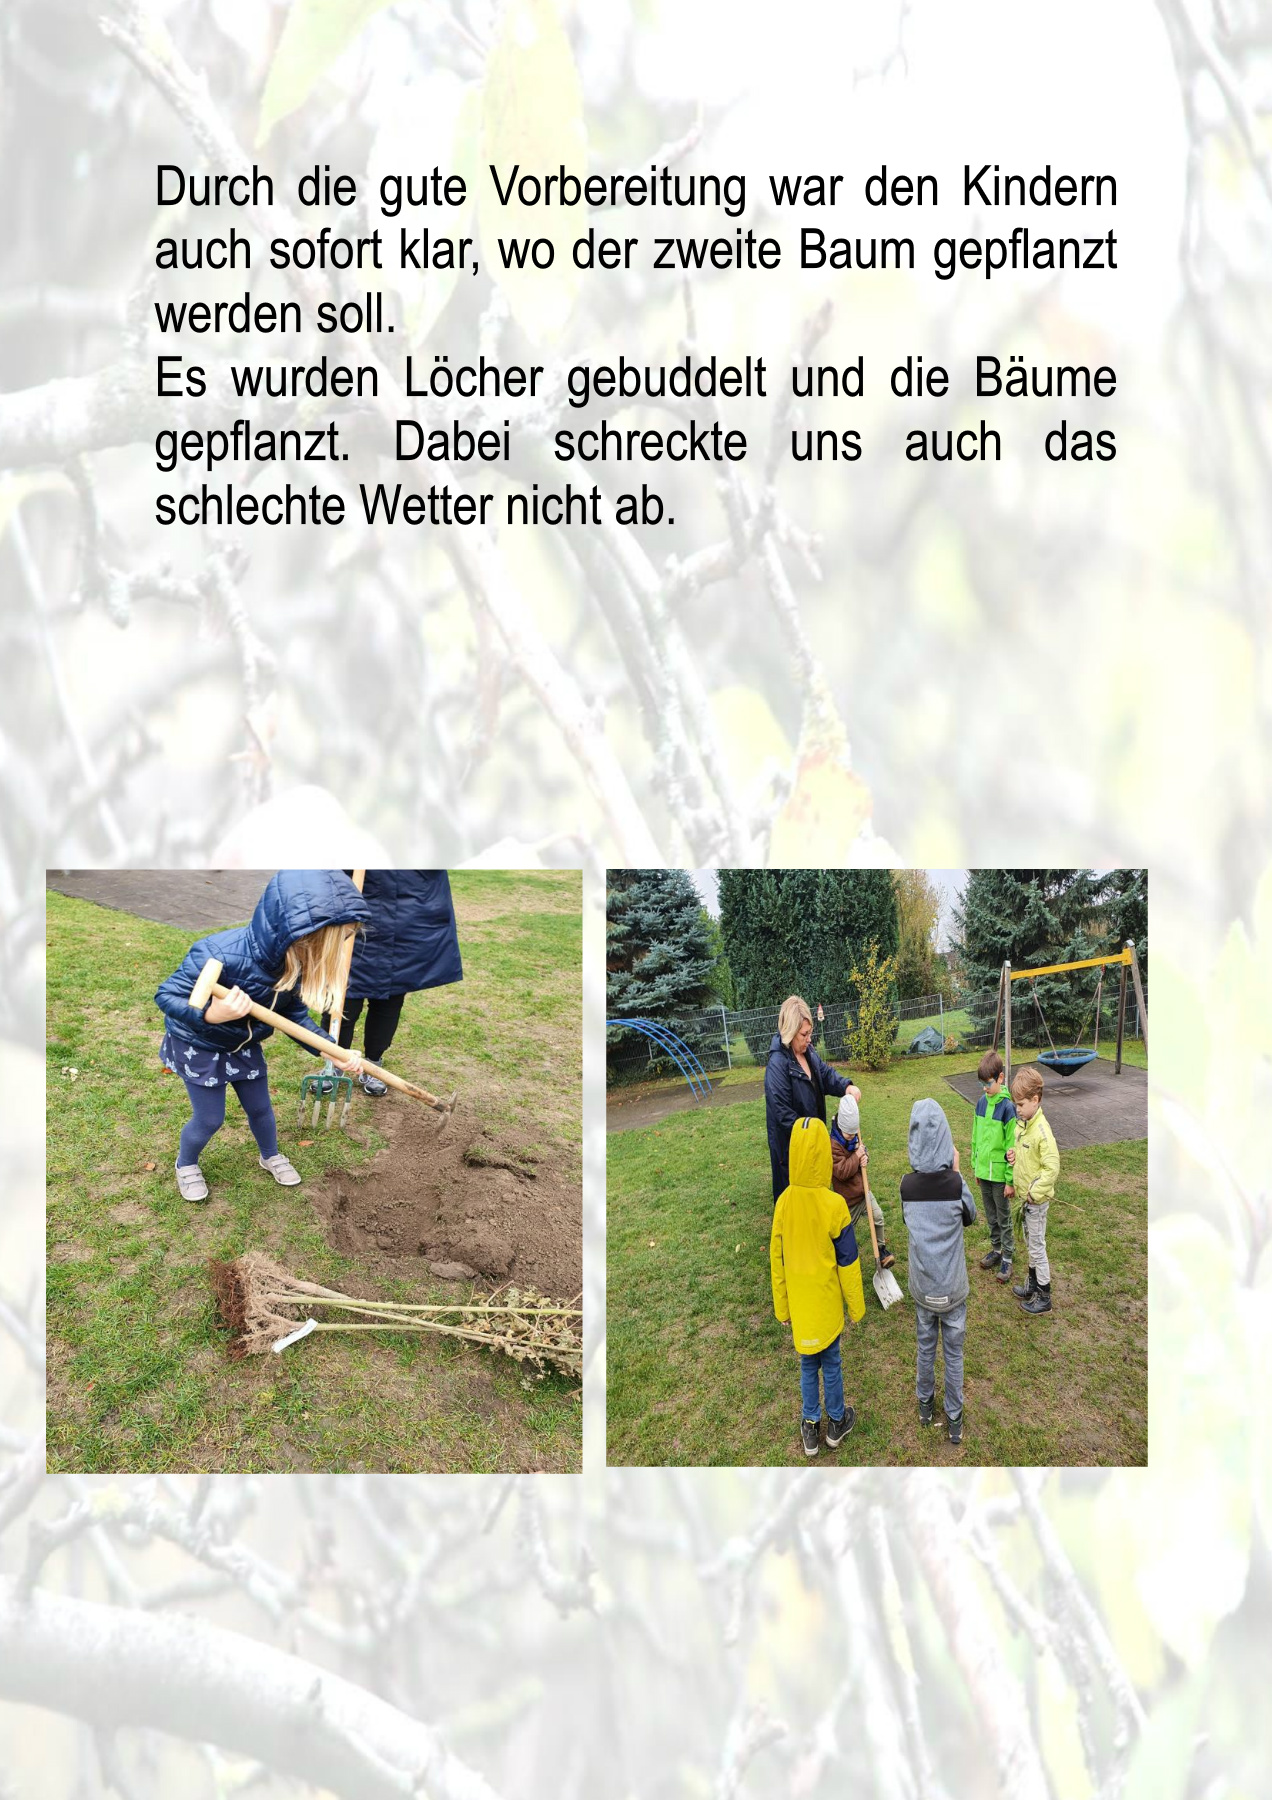 Durch die gute Vorbereitung war den Kindern
auch sofort klar, wo der zweite Baum gepflanzt
werden soll.
Es wurden Löcher gebuddelt und die Bäume
gepflanzt. Dabei schreckte uns auch das
schlechte Wetter nicht ab.